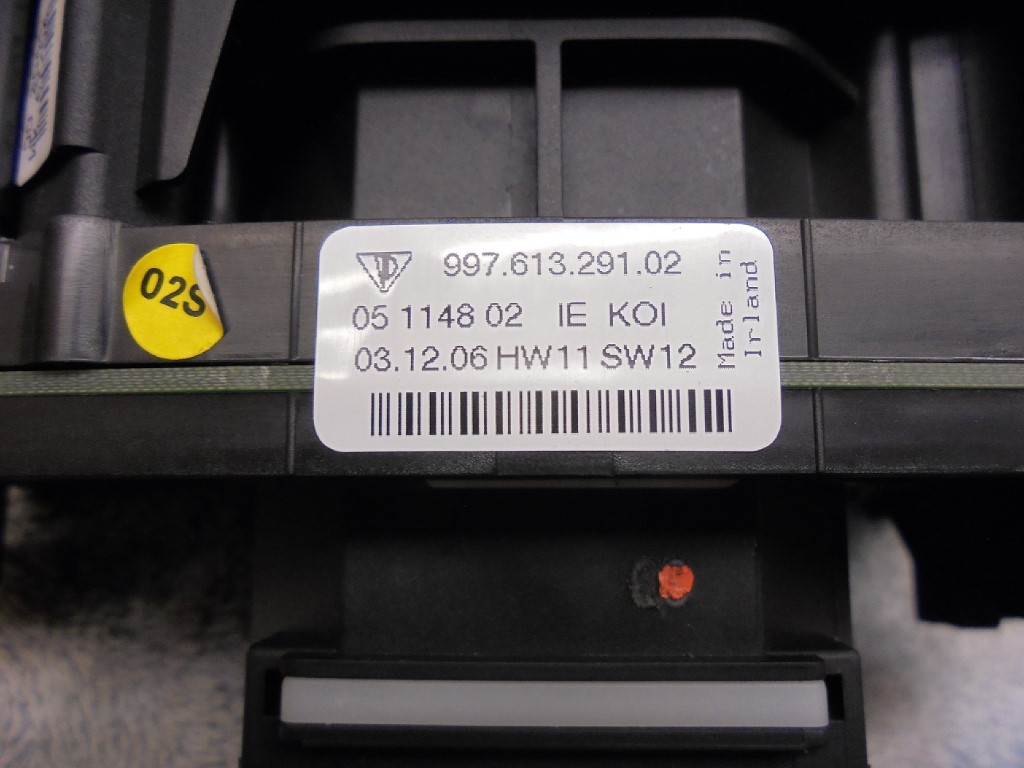 02S
997.613.291.02
05 1148 02 IE KOI
03.12.06 HW11 SW12
Made in
Irland